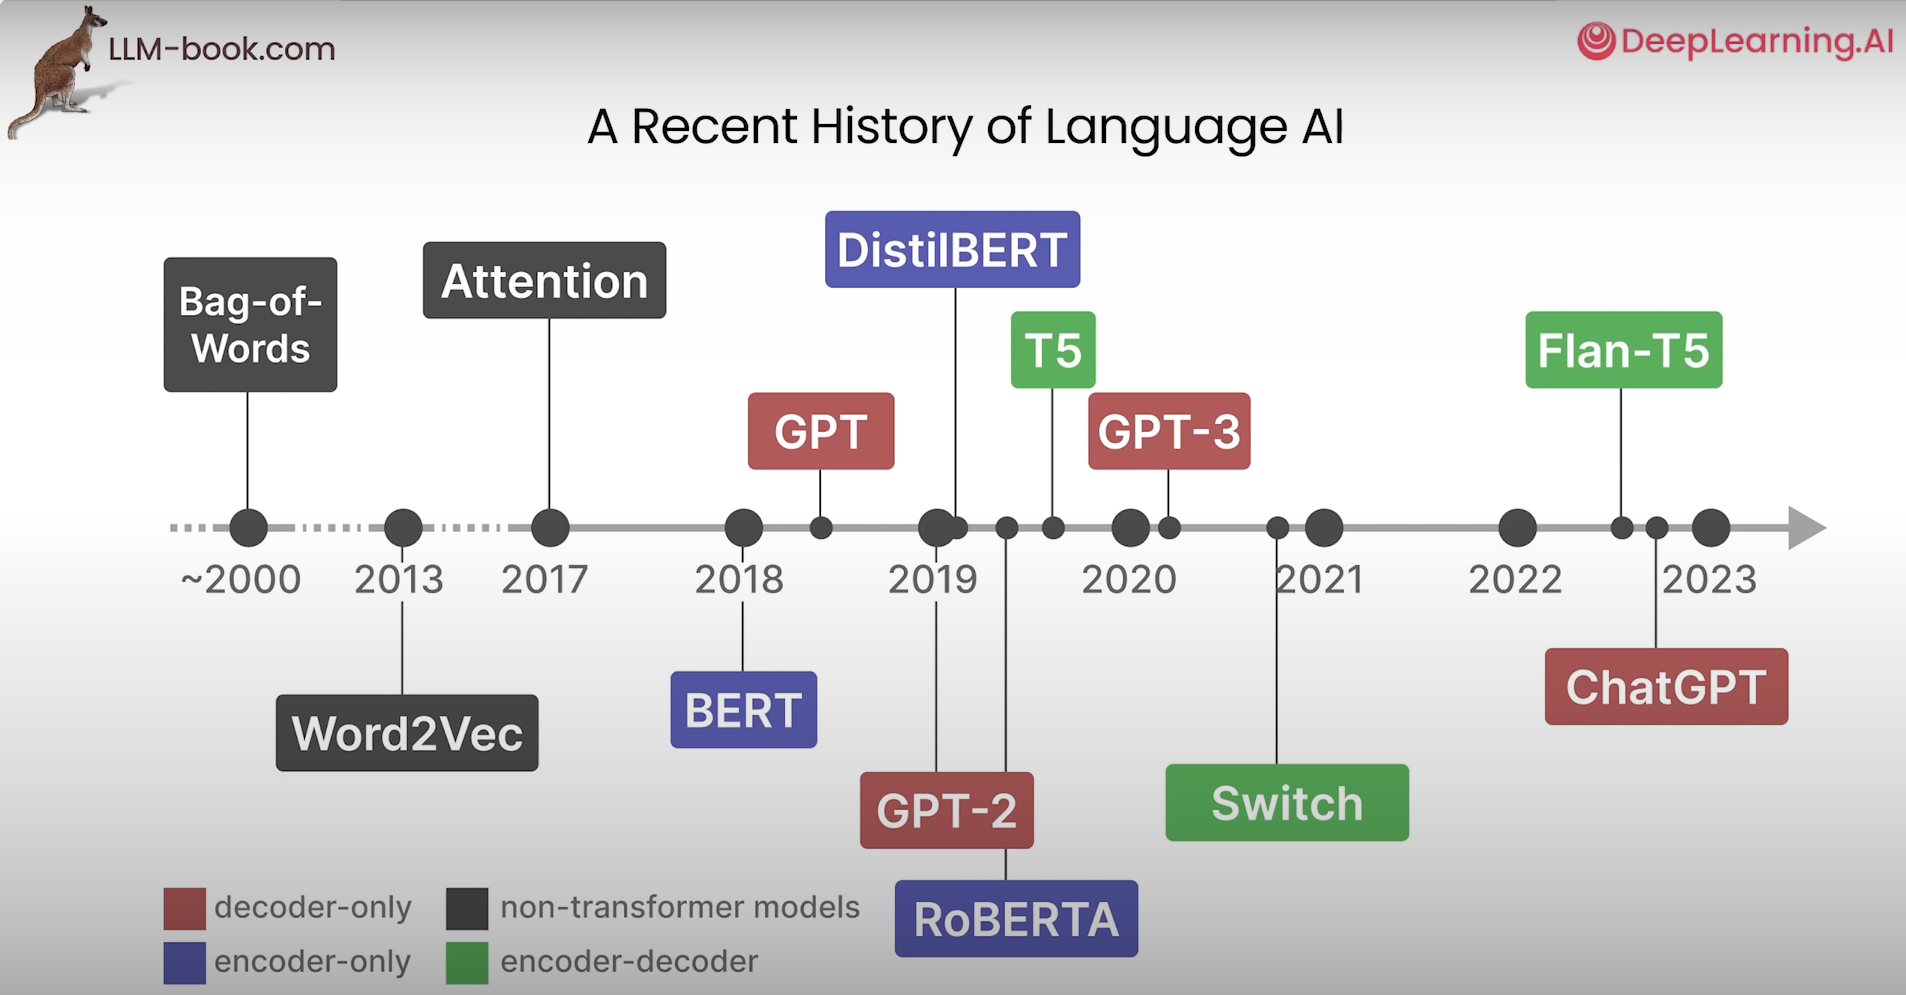 LLM-book.com
DeepLearning.AI
A Recent History of Language AI
DistilBERT
Attention
Bag-of-
Words
T5
Flan-T5
GPT
GPT-3
~2000
2013
2017
2018
2019
2020
2021
2022
2023
Word2Vec
BERT
ChatGPT
GPT-2
Switch
RoBERTA
decoder-only
non-transformer models
encoder-only
encoder-decoder